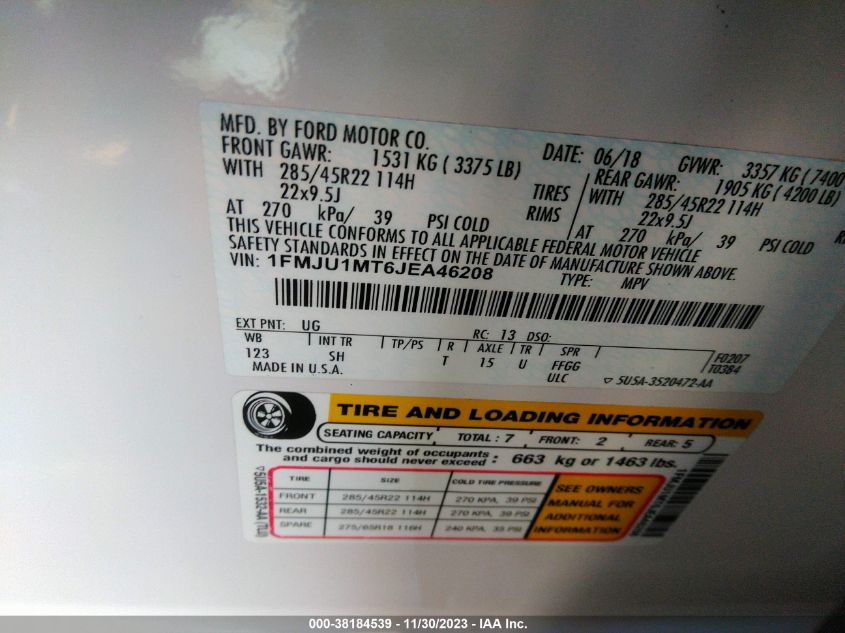 MFD. BY FORD MOTOR CO. DATE: 06/18 GVWR: 3357 KG ( 7400
FRONT GAWR: 1531 KG ( 3375 LB) REAR GAWR: 1905 KG ( 4200 LB)
WITH 285/45R22 114H TIRES WITH 285/45R22 114H
22x9.5J RIMS 22x9.5J
AT 270 kPa/ 39 PSI COLD AT 270 kPa/ 39 PSI COLD
THIS VEHICLE CONFORMS TO ALL APPLICABLE FEDERAL MOTOR VEHICLE
SAFETY STANDARDS IN EFFECT ON THE DATE OF MANUFACTURE SHOWN ABOVE.
VIN: 1FMJU1MT6JEA46208
TYPE: MPV
EXT PNT: UG RC: 13 DSO:
WB INT TR TP/PS R AXLE TR SPR F0207
123 SH T 15 U FFGG T0384
MADE IN U.S.A. ULC 5U5A-3520472-AA
TIRE AND LOADING INFORMATION
SEATING CAPACITY TOTAL : 7 FRONT: 2 REAR: 5
The combined weight of occupants
and cargo should never exceed : 663 kg or 1463 lbs.
TIRE SIZE COLD TIRE PRESSURE
FRONT 285/45R22 114H 270 KPA, 39 PSI
REAR 285/45R22 114H 270 KPA, 39 PSI
SPARE 275/65R18 116H 240 KPA, 35 PSI
SEE OWNERS
MANUAL FOR
ADDITIONAL
INFORMATION
000-38184539 - 11/30/2023 - IAA Inc.